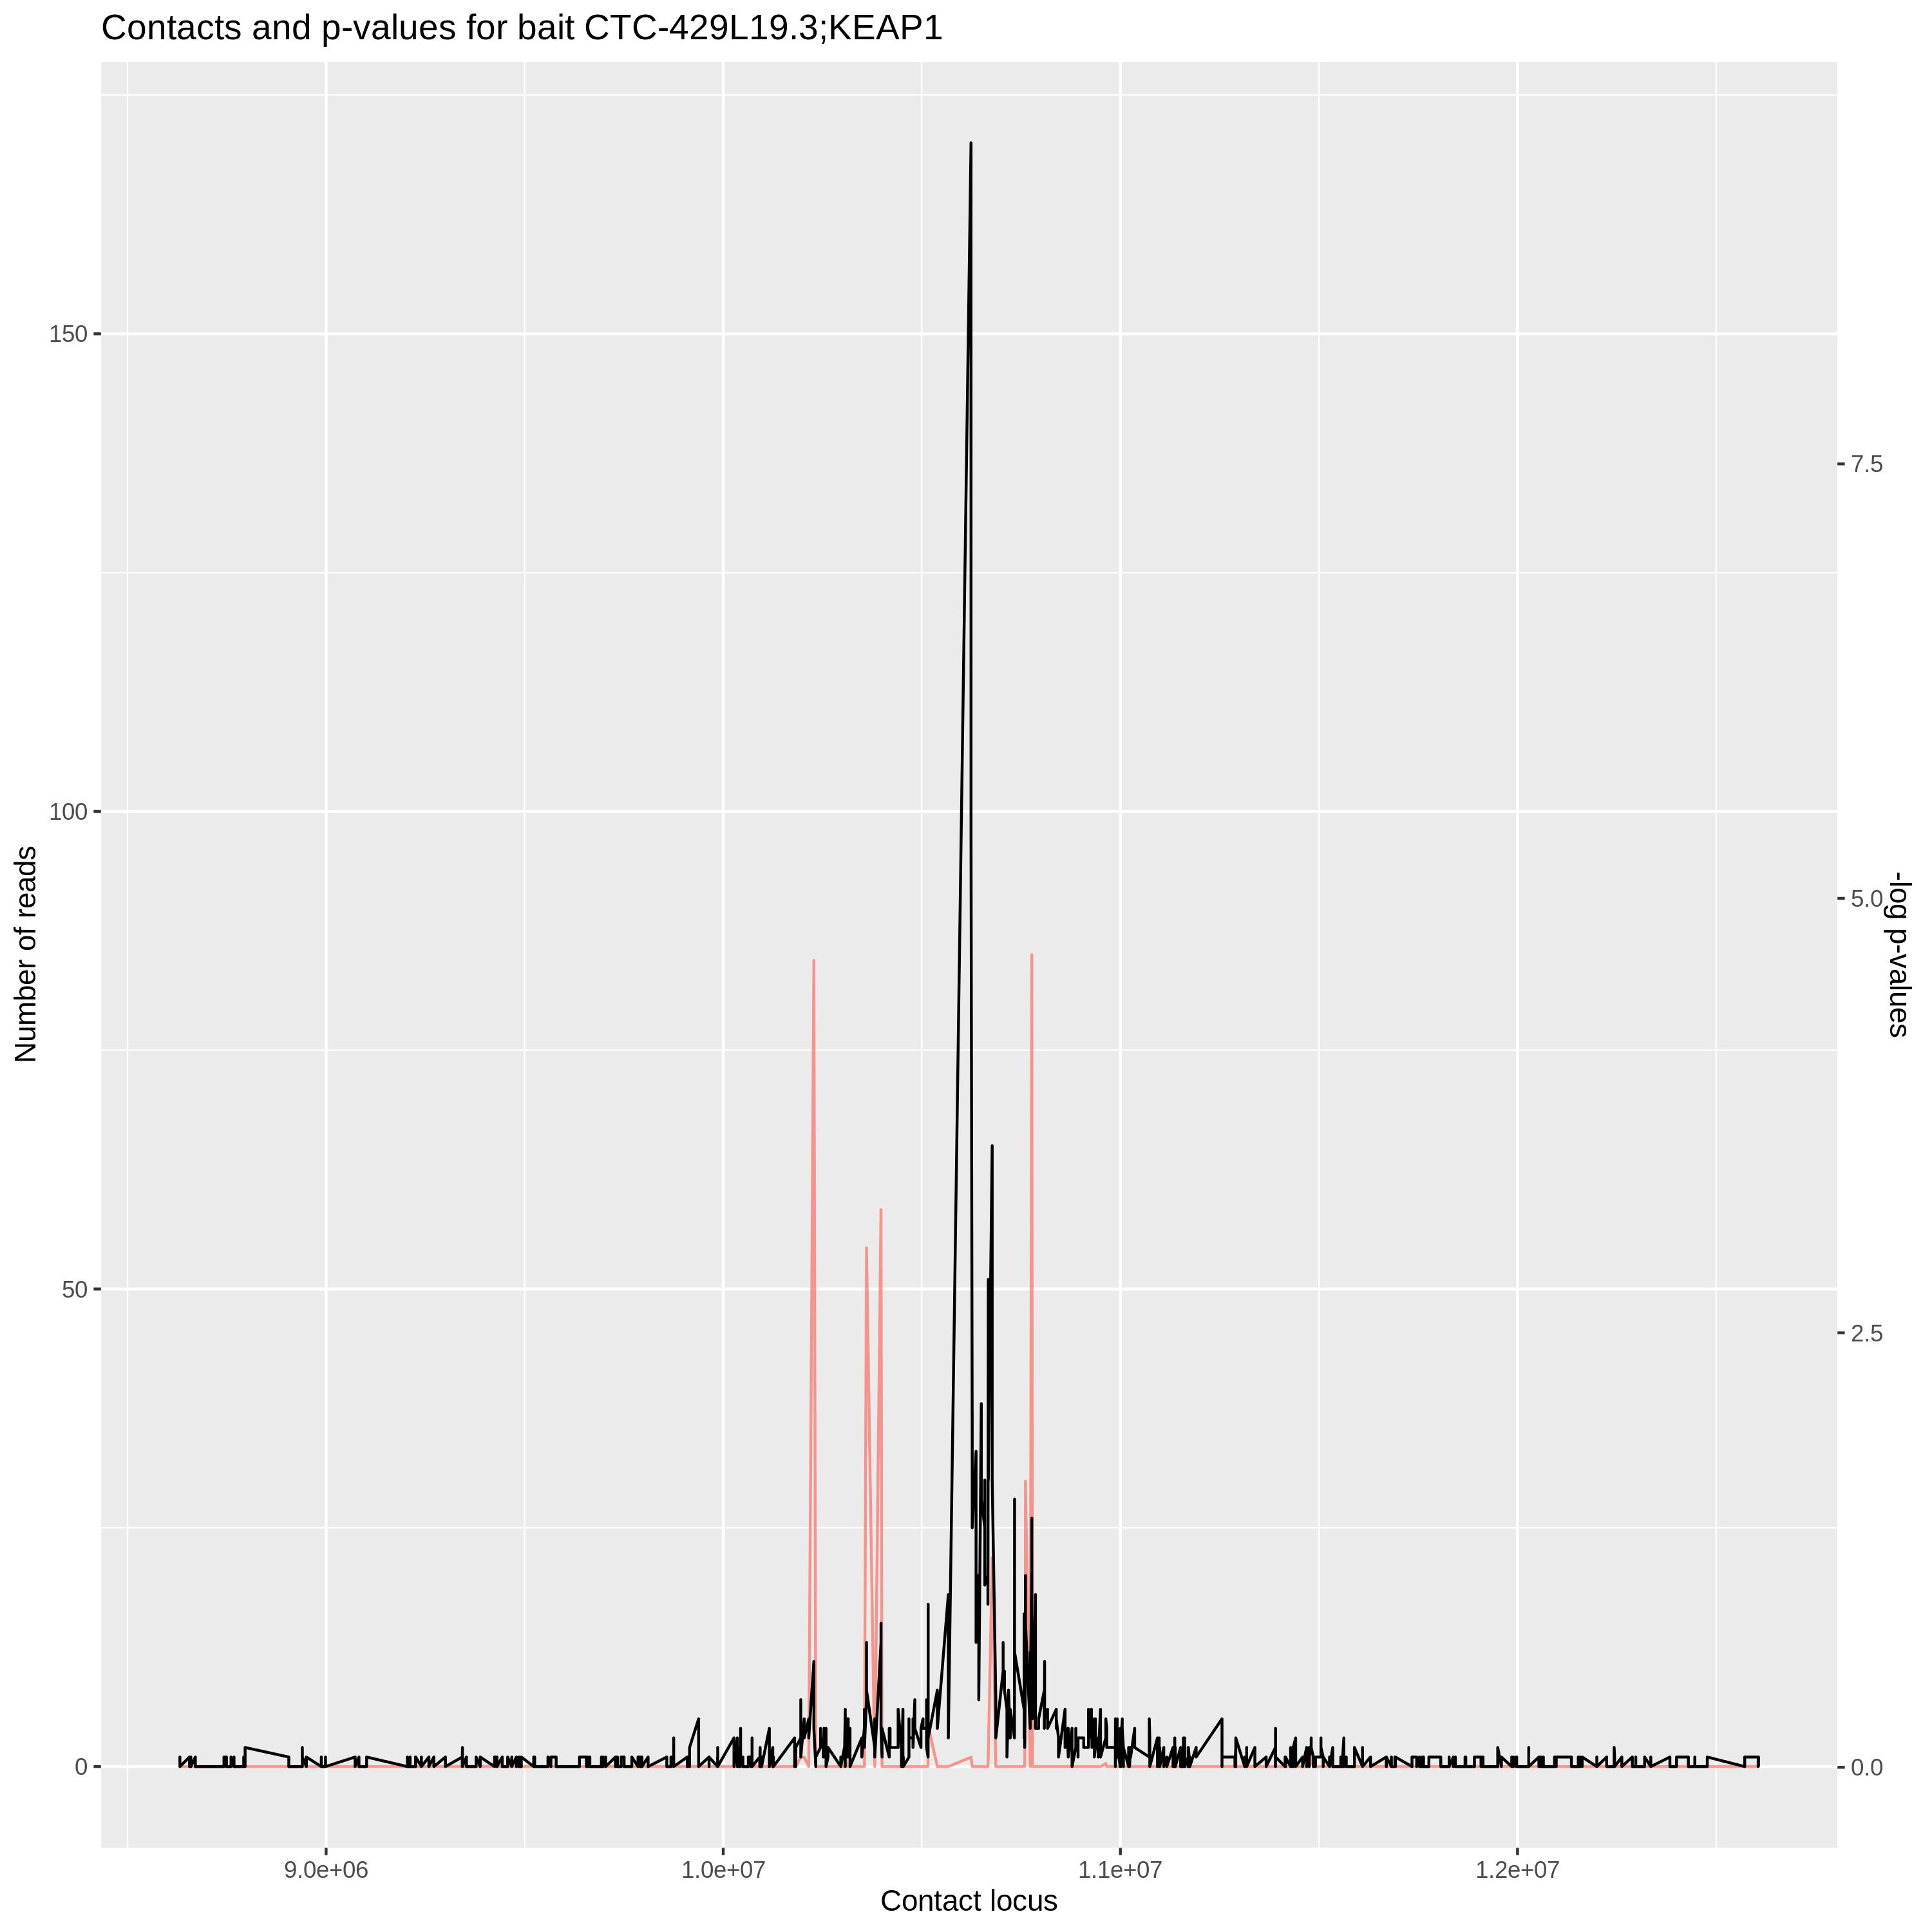 Contacts and p-values for bait CTC-429L19.3;KEAP1
150
100
50
0
Number of reads
7.5
5.0
2.5
0.0
-log p-values
9.0e+06
1.0e+07
1.1e+07
1.2e+07
Contact locus